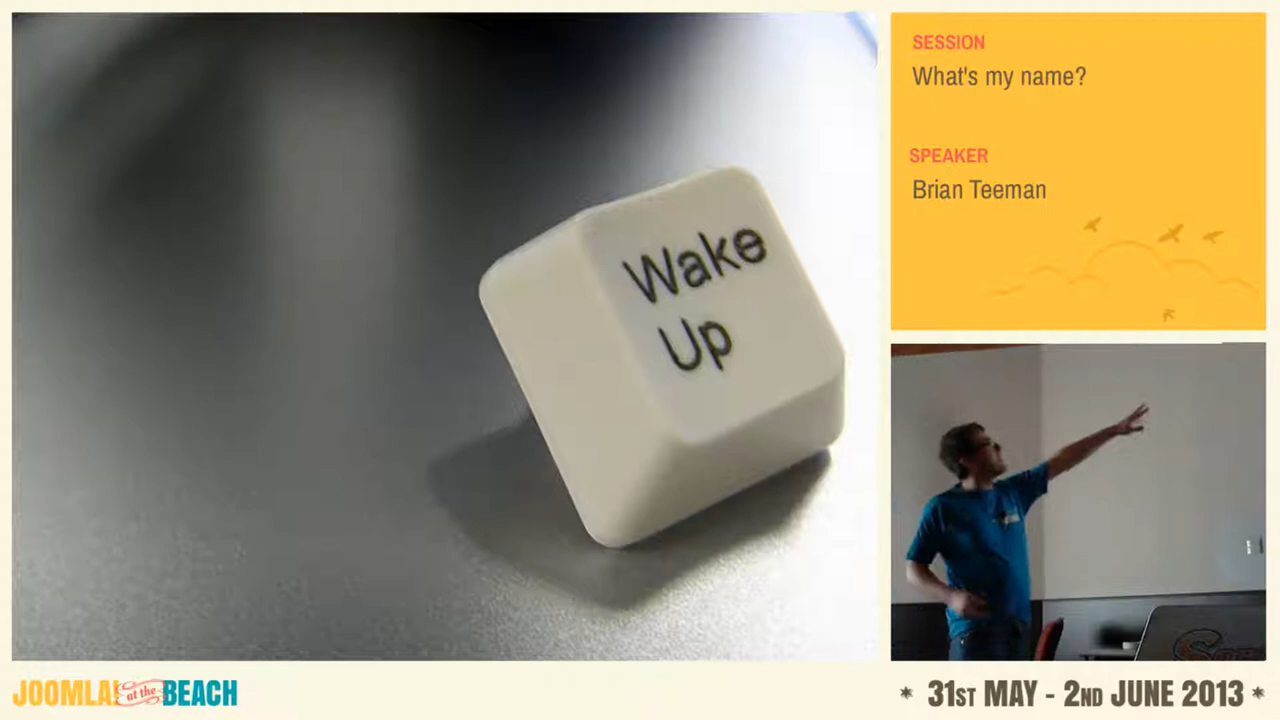 Wake
Up
SESSION
What's my name?
SPEAKER
Brian Teeman
JOOMLA! at the BEACH
* 31ST MAY - 2ND JUNE 2013 *